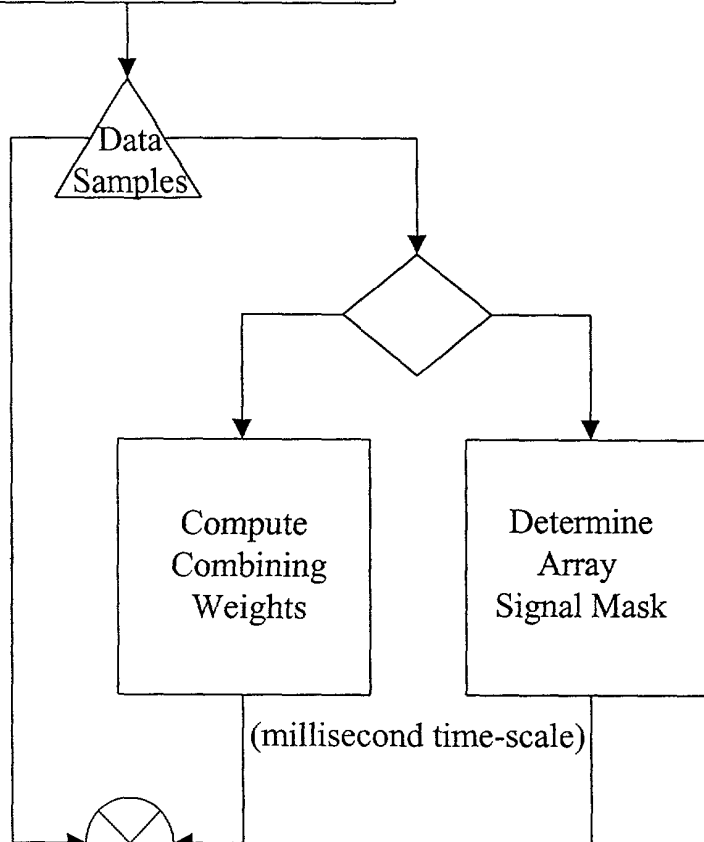 Data
Samples
Compute
Combining
Weights
Determine
Array
Signal Mask
(millisecond time-scale)